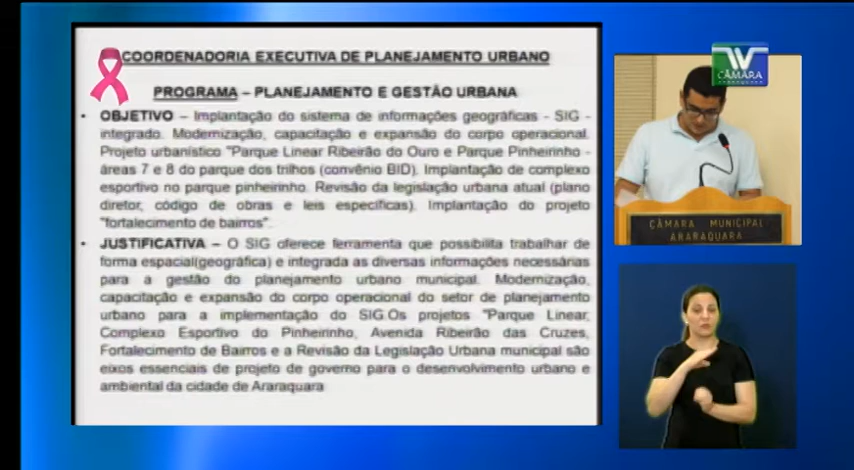 COORDENADORIA EXECUTIVA DE PLANEJAMENTO URBANO
PROGRAMA – PLANEJAMENTO E GESTÃO URBANA
• OBJETIVO – Implantação do sistema de informações geográficas - SIG -
integrado. Modernização, capacitação e expansão do corpo operacional.
Projeto urbanístico "Parque Linear Ribeirão do Ouro e Parque Pinheirinho -
áreas 7 e 8 do parque dos trilhos (convênio BID). Implantação de complexo
esportivo no parque pinheirinho. Revisão da legislação urbana atual (plano
diretor, código de obras e leis específicas). Implantação do projeto
"fortalecimento de bairros".
• JUSTIFICATIVA – O SIG oferece ferramenta que possibilita trabalhar de
forma espacial(geográfica) e integrada as diversas informações necessárias
para a gestão do planejamento urbano municipal. Modernização,
capacitação e expansão do corpo operacional do setor de planejamento
urbano para a implementação do SIG.Os projetos "Parque Linear,
Complexo Esportivo do Pinheirinho, Avenida Ribeirão das Cruzes,
Fortalecimento de Bairros e a Revisão da Legislação Urbana municipal são
eixos essenciais de projeto de governo para o desenvolvimento urbano e
ambiental da cidade de Araraquara
TV
CÂMARA
ARARAQUARA
CÂMARA MUNICIPAL
ARARAQUARA